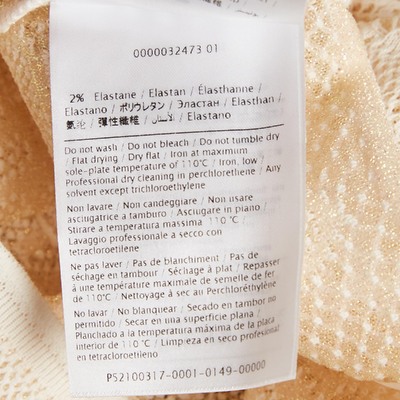 0000032473 01
2% Elastane / Elastan / Élasthanne /
Elastano / ポリウレタン / Эластан / Elasthan /
氨纶 / 彈性纖維 / الأستان / Elastano
Do not wash / Do not bleach / Do not tumble dry
/ Flat drying / Dry flat / Iron at maximum
sole-plate temperature of 110°C / Iron, low /
Professional dry cleaning in perchlorethene / Any
solvent except trichloroethylene
Non lavare / Non candeggiare / Non usare
asciugatrice a tamburo / Asciugare in piano /
Stirare a temperatura massima 110°C /
Lavaggio professionale a secco con
tetracloroetilene
Ne pas laver / Pas de blanchiment / Pas de
séchage en tambour / Séchage à plat / Repasser
á une température maximale de semelle de fer
de 110°C / Nettoyage à sec au Perchloréthylène
No lavar / No blanquear / Secado en tambor no
permitido / Secar en una superficie plana /
Planchado a la temperatura máxima de la placa
inferior de 110 °C / Limpieza en seco profesional
en tetracloroetileno
P52100317-0001-0149-00000